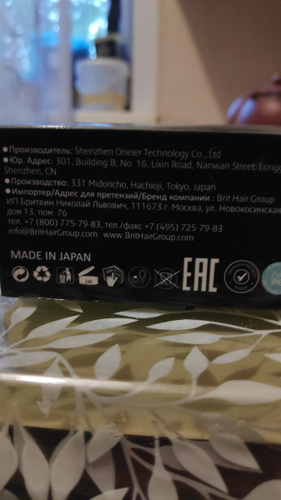 •Производитель: Shenzhen Oneier Technology Co., Ltd
•Юр. Адрес: 301, Building B, No. 16, Lixin Road, Nanwan Street,
Shenzhen, CN
•Производство: 331 Midoricho, Hachioji, Tokyo, Japan
•Импортер/Адрес для претензий/Бренд компании: Brit Hair Group
ИП Бритвин Николай Львович, 111673 г. Москва, ул. Новокосинская
дом 13, пом. 76
тел. +7 (800) 775-79-83, тел./факс +7 (495) 725-79-83
info@BritHairGroup.com www.BritHairGroup.com
MADE IN JAPAN
24M EAC